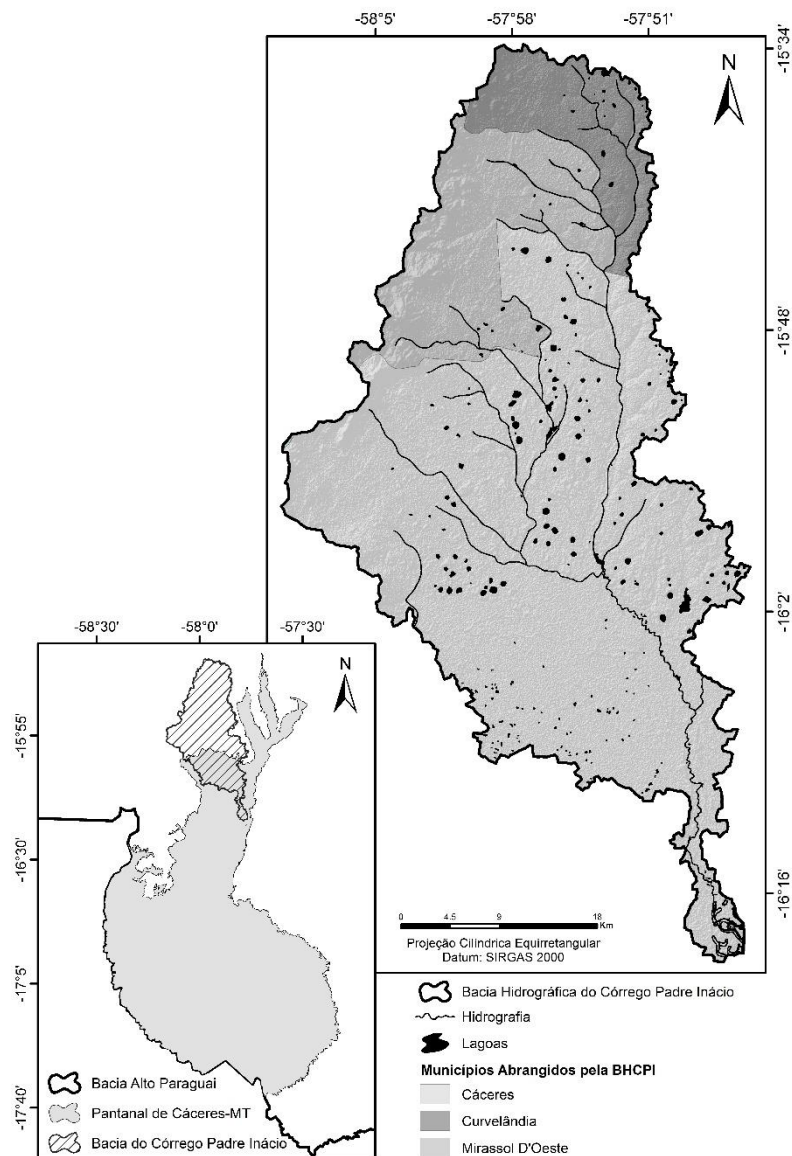 -58°5'
-57°58'
-57°51'
-15°34'
N
-15°48'
-16°2'
-16°16'
0
4.5
9
18
Km
Projeção Cilíndrica Equirretangular
Datum: SIRGAS 2000
Bacia Hidrográfica do Córrego Padre Inácio
Hidrografia
Lagoas
Municípios Abrangidos pela BHCPI
Cáceres
Curvelândia
Mirassol D'Oeste
-58°30'
-58°0'
-57°30'
N
-15°55'
-16°30'
-17°5'
-17°40'
Bacia Alto Paraguai
Pantanal de Cáceres-MT
Bacia do Córrego Padre Inácio